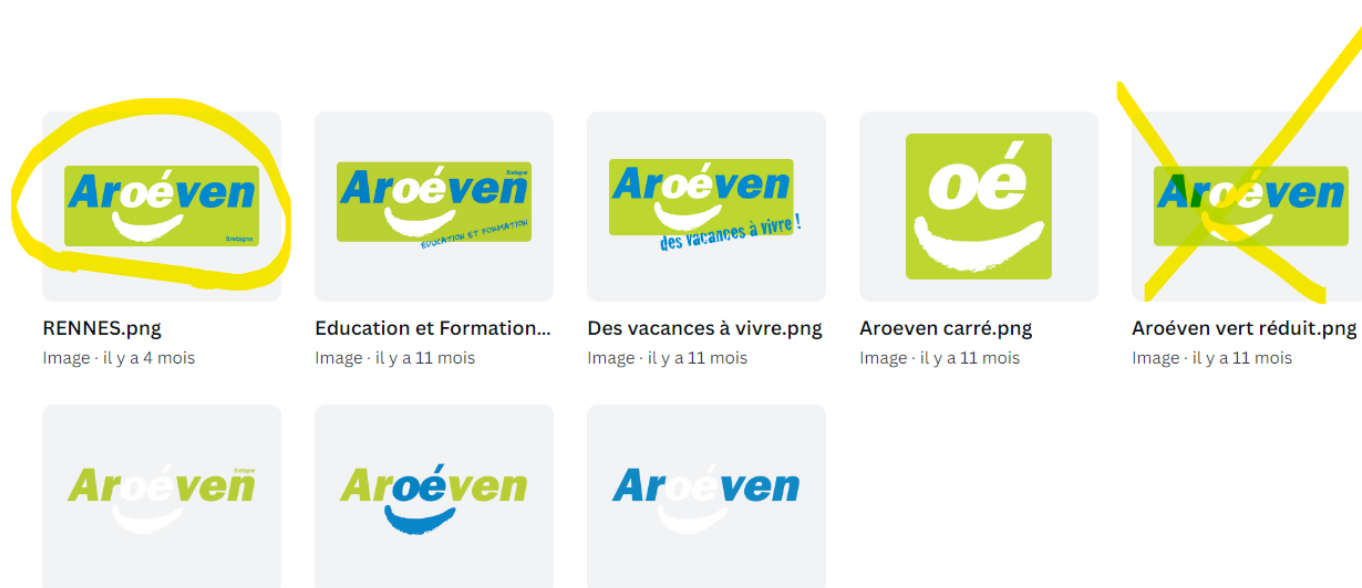 Aroéven
Bretagne
Aroéven
Bretagne
EDUCATION ET FORMATION
Aroéven
des vacances à vivre !
oé
Aroéven
RENNES.png
Education et Formation...
Des vacances à vivre.png
Aroeven carré.png
Aroéven vert réduit.png
Image · il y a 4 mois
Image · il y a 11 mois
Image · il y a 11 mois
Image · il y a 11 mois
Image · il y a 11 mois
Aroéven
Bretagne
Aroéven
Aroéven